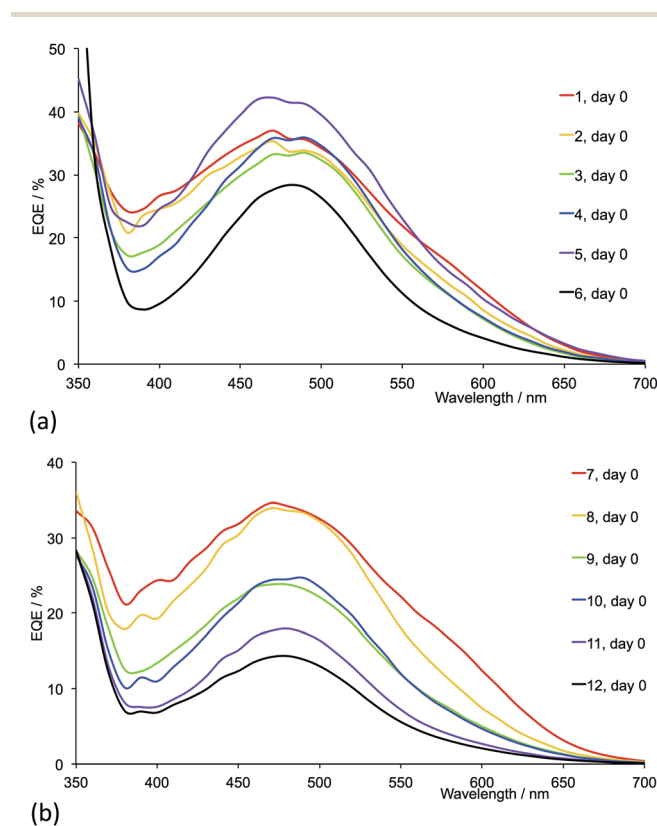 50
40
30
20
10
0
EQE / %
350 400 450 500 550 600 650 700
Wavelength / nm
1, day 0
2, day 0
3, day 0
4, day 0
5, day 0
6, day 0
(a)
40
30
20
10
0
EQE / %
350 400 450 500 550 600 650 700
Wavelength / nm
7, day 0
8, day 0
9, day 0
10, day 0
11, day 0
12, day 0
(b)